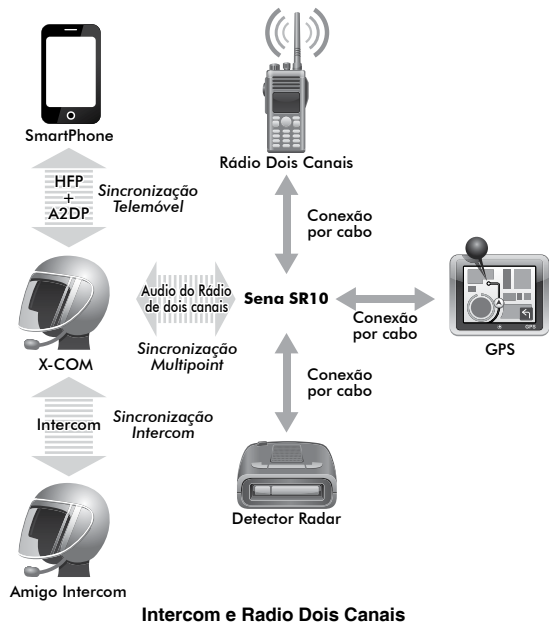 SmartPhone
Rádio Dois Canais
HFP
+
A2DP
Sincronização
Telemóvel
Conexão
por cabo
X-COM
Audio do Rádio
de dois canais
Sincronização
Multipoint
Sena SR10
Conexão
por cabo
GPS
GPS
Conexão
por cabo
Intercom
Sincronização
Intercom
Detector Radar
Amigo Intercom
Intercom e Radio Dois Canais